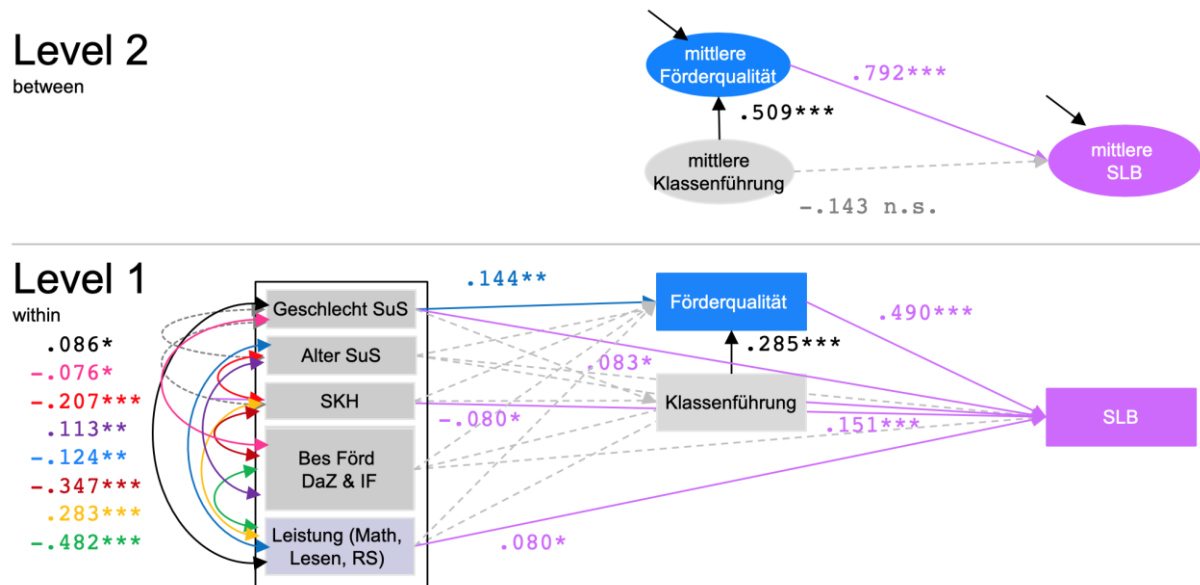 Level 2
between
mittlere
Förderqualität
.792***
.509***
mittlere
Klassenführung
mittlere
SLB
-.143 n.s.
Level 1
within
.086*
-.076*
-.207***
.113**
-.124**
-.347***
.283***
-.482***
Geschlecht SuS
Alter SuS
SKH
Bes Förd
DaZ & IF
Leistung (Math,
Lesen, RS)
.144**
Förderqualität
.490***
.285***
.083*
Klassenführung
-.080*
.151***
SLB
.080*